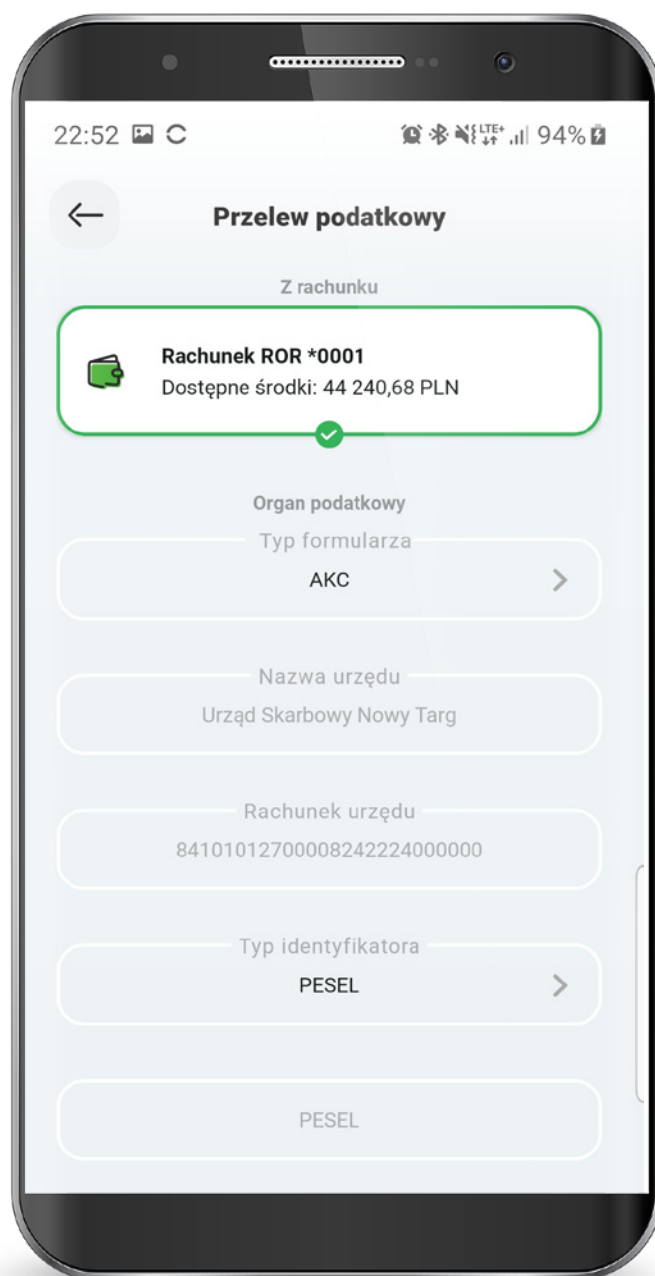 22:52 LTE+ 94%
Przelew podatkowy
Z rachunku
Rachunek ROR *0001
Dostępne środki: 44 240,68 PLN
Organ podatkowy
Typ formularza
AKC
Nazwa urzędu
Urząd Skarbowy Nowy Targ
Rachunek urzędu
84101012700008242224000000
Typ identyfikatora
PESEL
PESEL